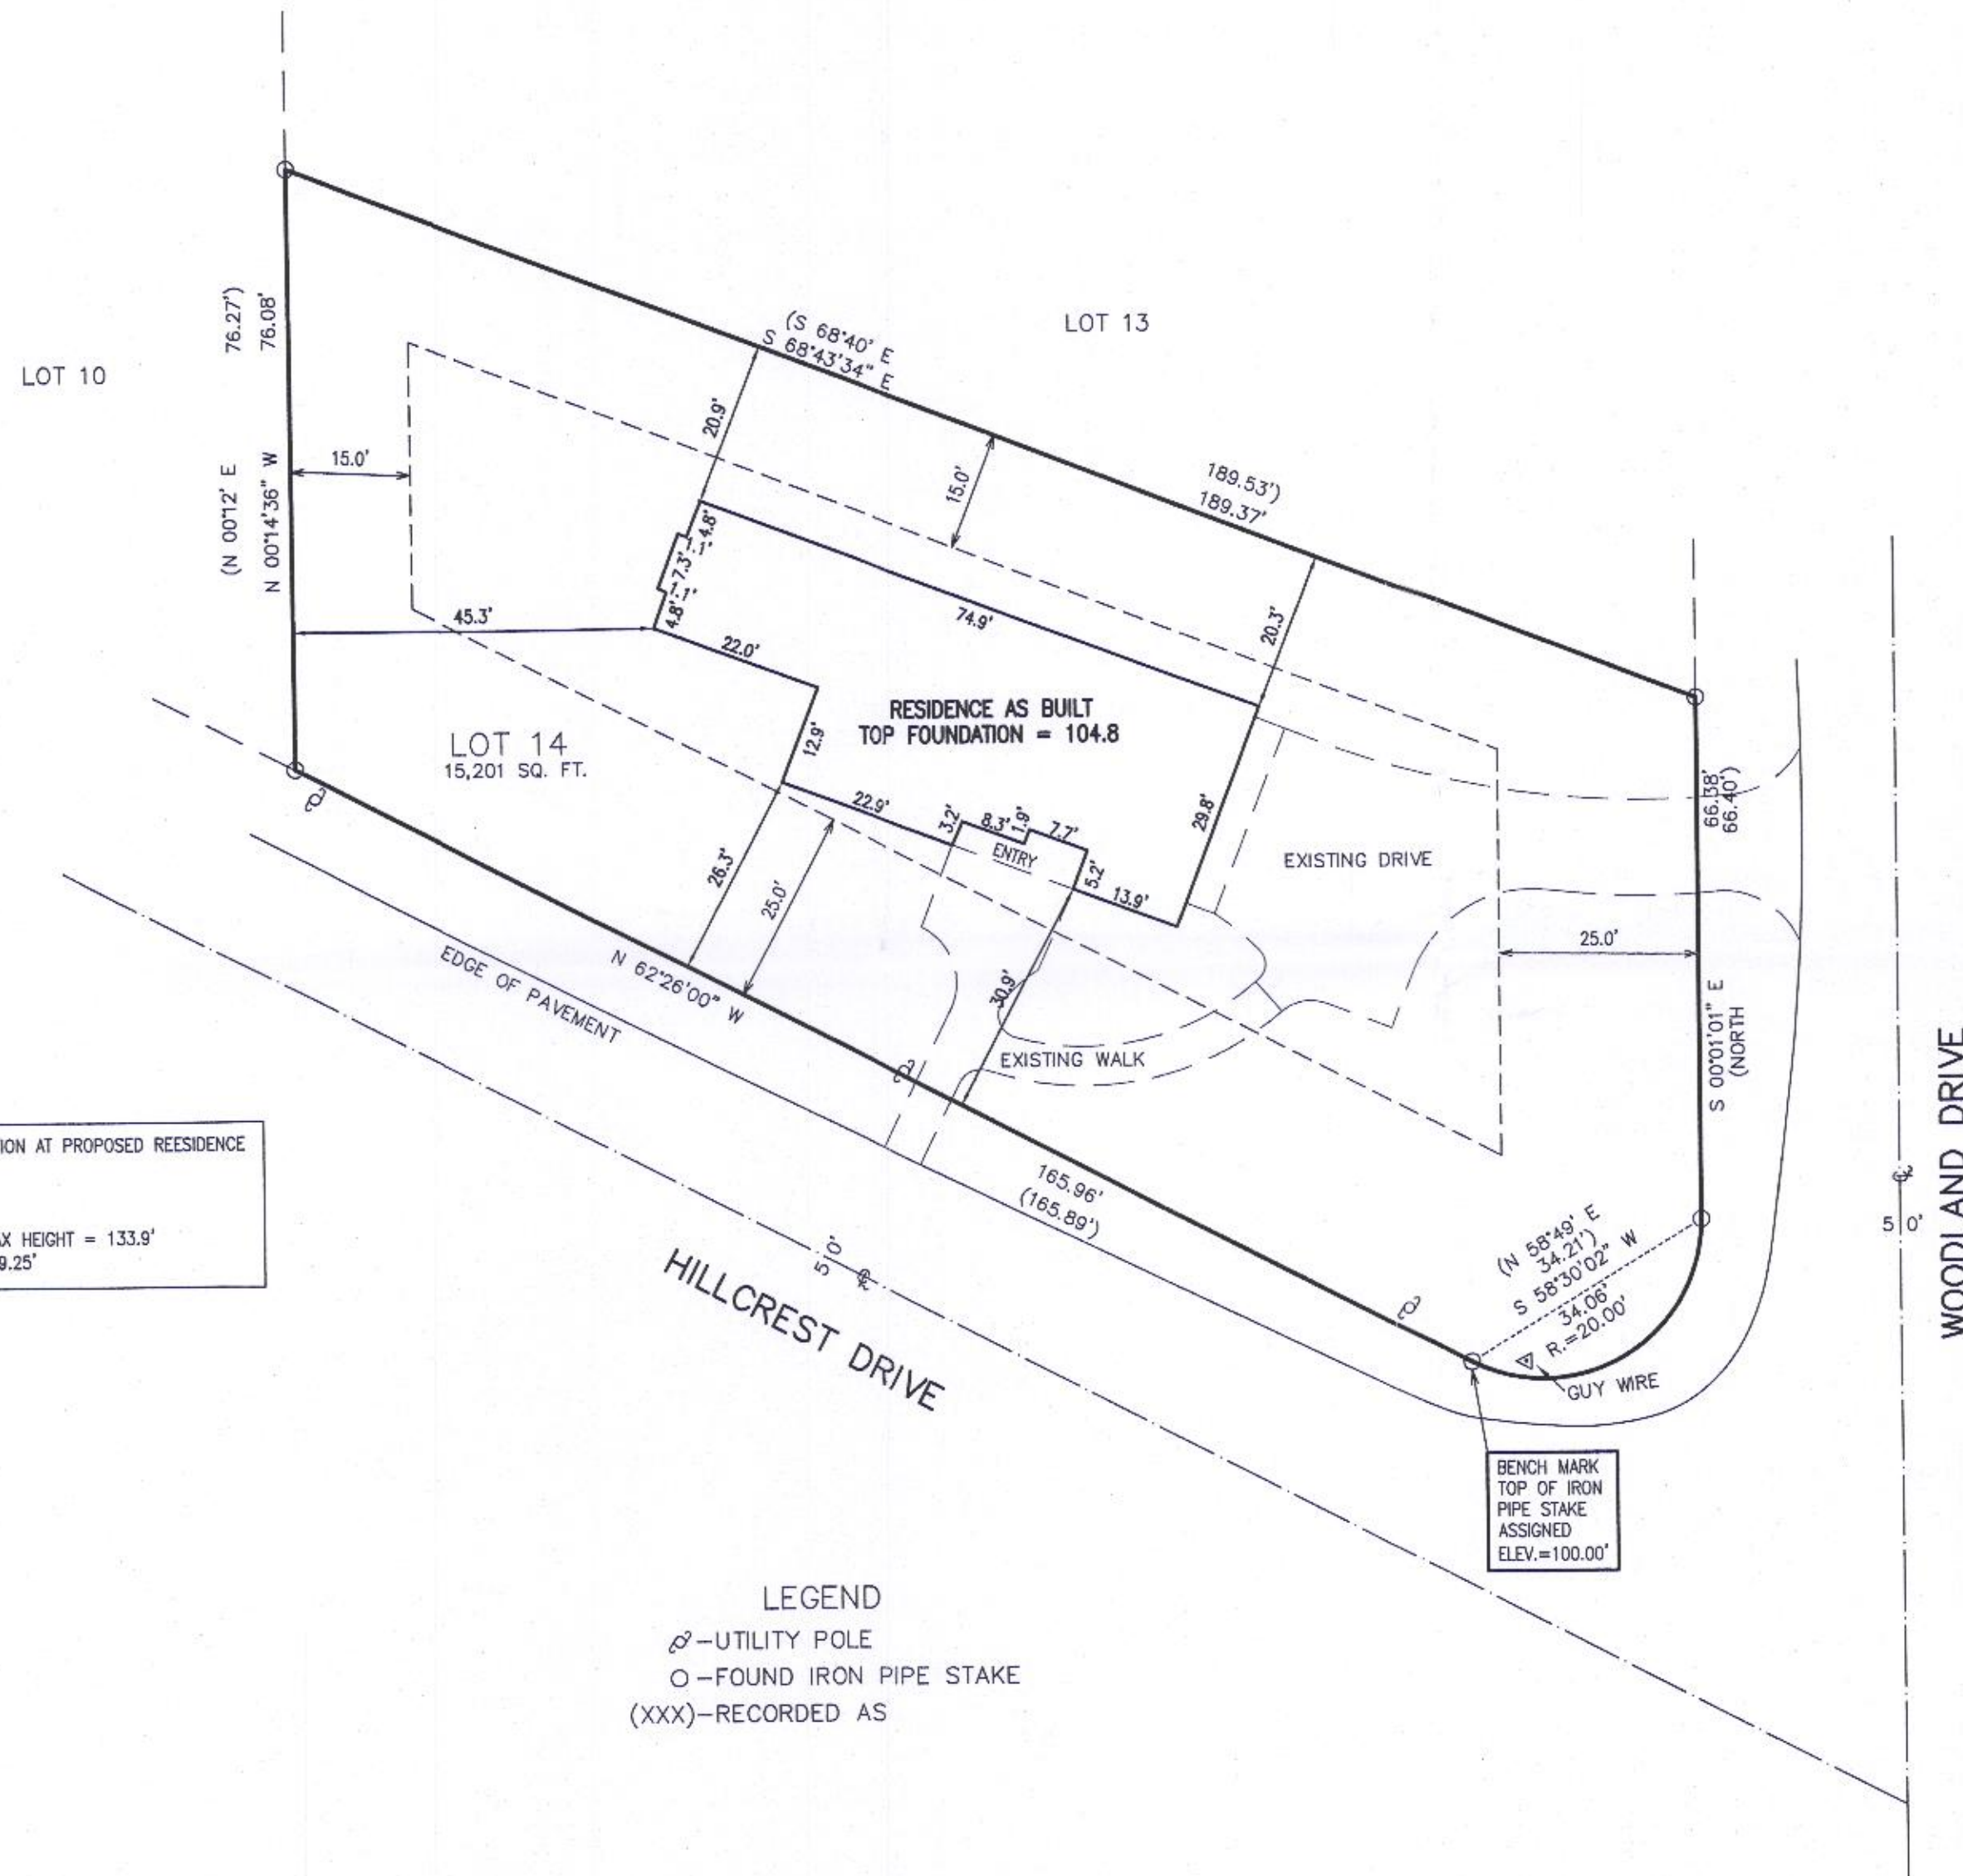 LOT 13
LOT 10
(S 68°40' E
S 68°43'34" E
189.53')
189.37'
76.27')
76.08'
(N 00°12' E
N 00°14'36" W
15.0'
20.9'
15.0'
20.3'
45.3'
4.8'
1.1'
7.3'
1.1'
4.8'
74.9'
22.0'
12.9'
RESIDENCE AS BUILT
TOP FOUNDATION = 104.8
LOT 14
15,201 SQ. FT.
22.9'
3.2'
8.3'
1.9'
7.7'
ENTRY
5.2'
13.9'
29.8'
EXISTING DRIVE
66.38'
66.40')
25.0'
26.3'
25.0'
30.9'
EXISTING WALK
S 00°01'01" E
(NORTH
N 62°26'00" W
EDGE OF PAVEMENT
165.96'
(165.89')
50'
HILLCREST DRIVE
WOODLAND DRIVE
50'
(N 58°49' E
34.21')
S 58°30'02" W
34.06'
R.=20.00'
GUY WIRE
ION AT PROPOSED REESIDENCE
AX HEIGHT = 133.9'
9.25'
BENCH MARK
TOP OF IRON
PIPE STAKE
ASSIGNED
ELEV.=100.00'
LEGEND
-UTILITY POLE
-FOUND IRON PIPE STAKE
(XXX)-RECORDED AS